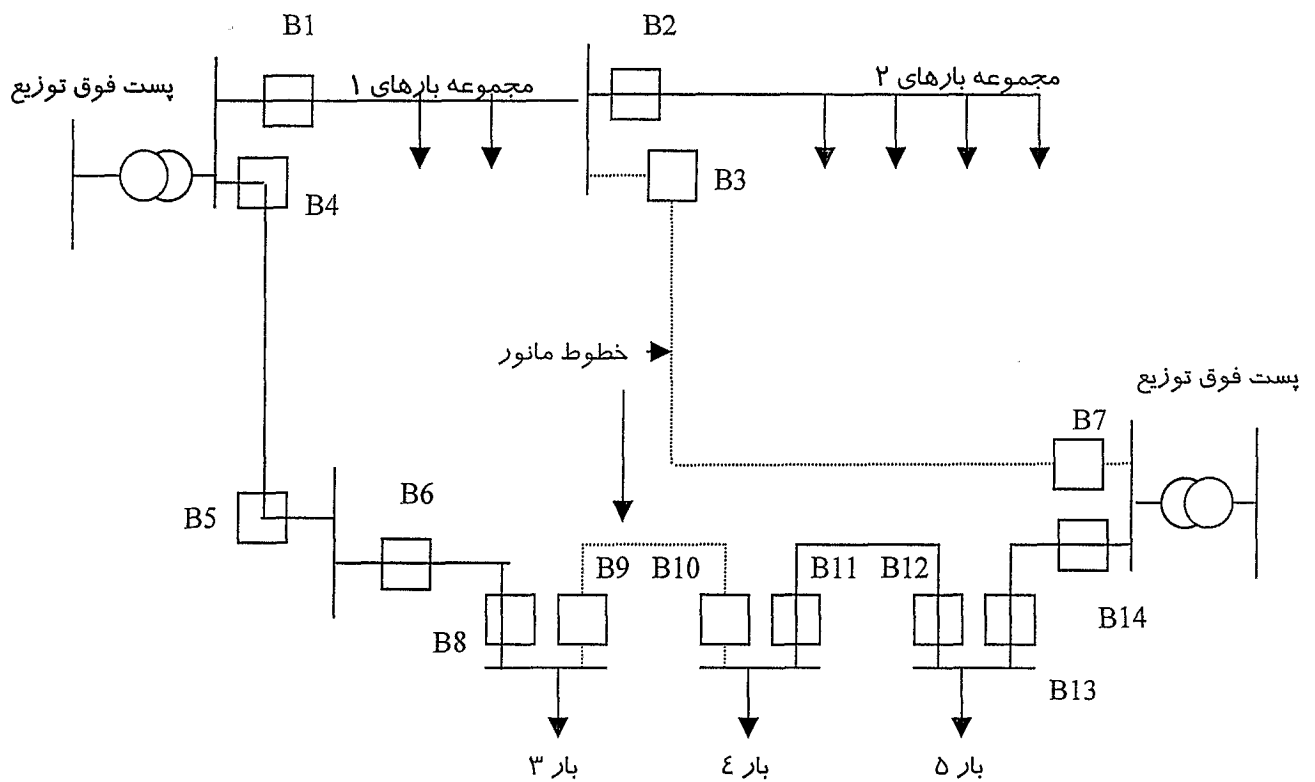 B1
B2
پست فوق توزیع
مجموعه بارهای ۱
مجموعه بارهای ۲
B3
B4
خطوط مانور
پست فوق توزیع
B7
B6
B5
B9
B10
B11
B12
B8
B14
B13
بار ۳
بار ٤
بار ۵